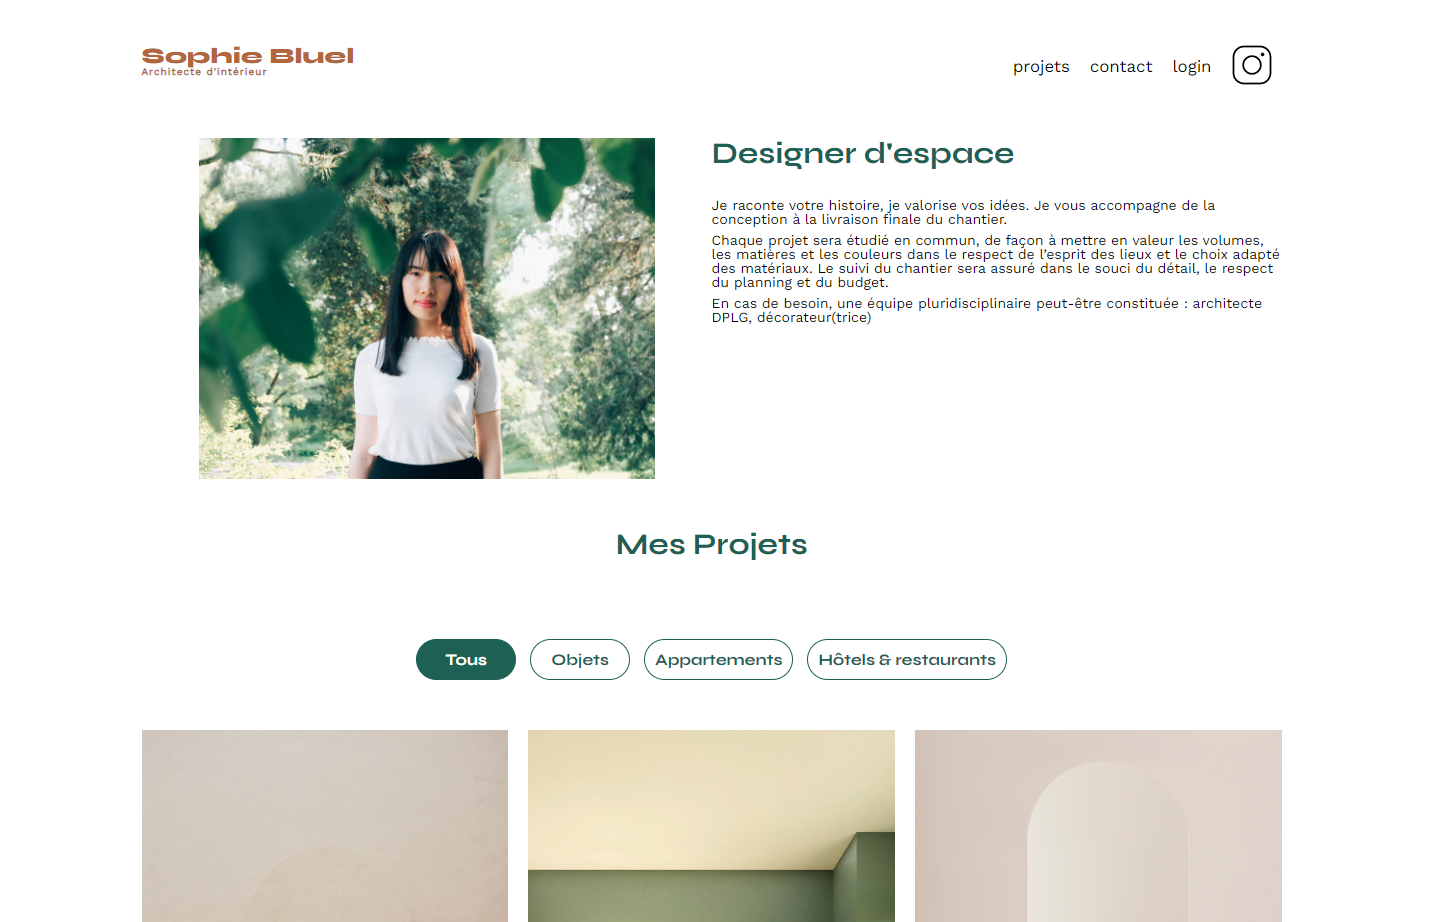 Sophie Bluel
Architecte d'intérieur
projets contact login
Designer d'espace
Je raconte votre histoire, je valorise vos idées. Je vous accompagne de la
conception à la livraison finale du chantier.
Chaque projet sera étudié en commun, de façon à mettre en valeur les volumes,
les matières et les couleurs dans le respect de l’esprit des lieux et le choix adapté
des matériaux. Le suivi du chantier sera assuré dans le souci du détail, le respect
du planning et du budget.
En cas de besoin, une équipe pluridisciplinaire peut-être constituée : architecte
DPLG, décorateur(trice)
Mes Projets
Tous Objets Appartements Hôtels & restaurants